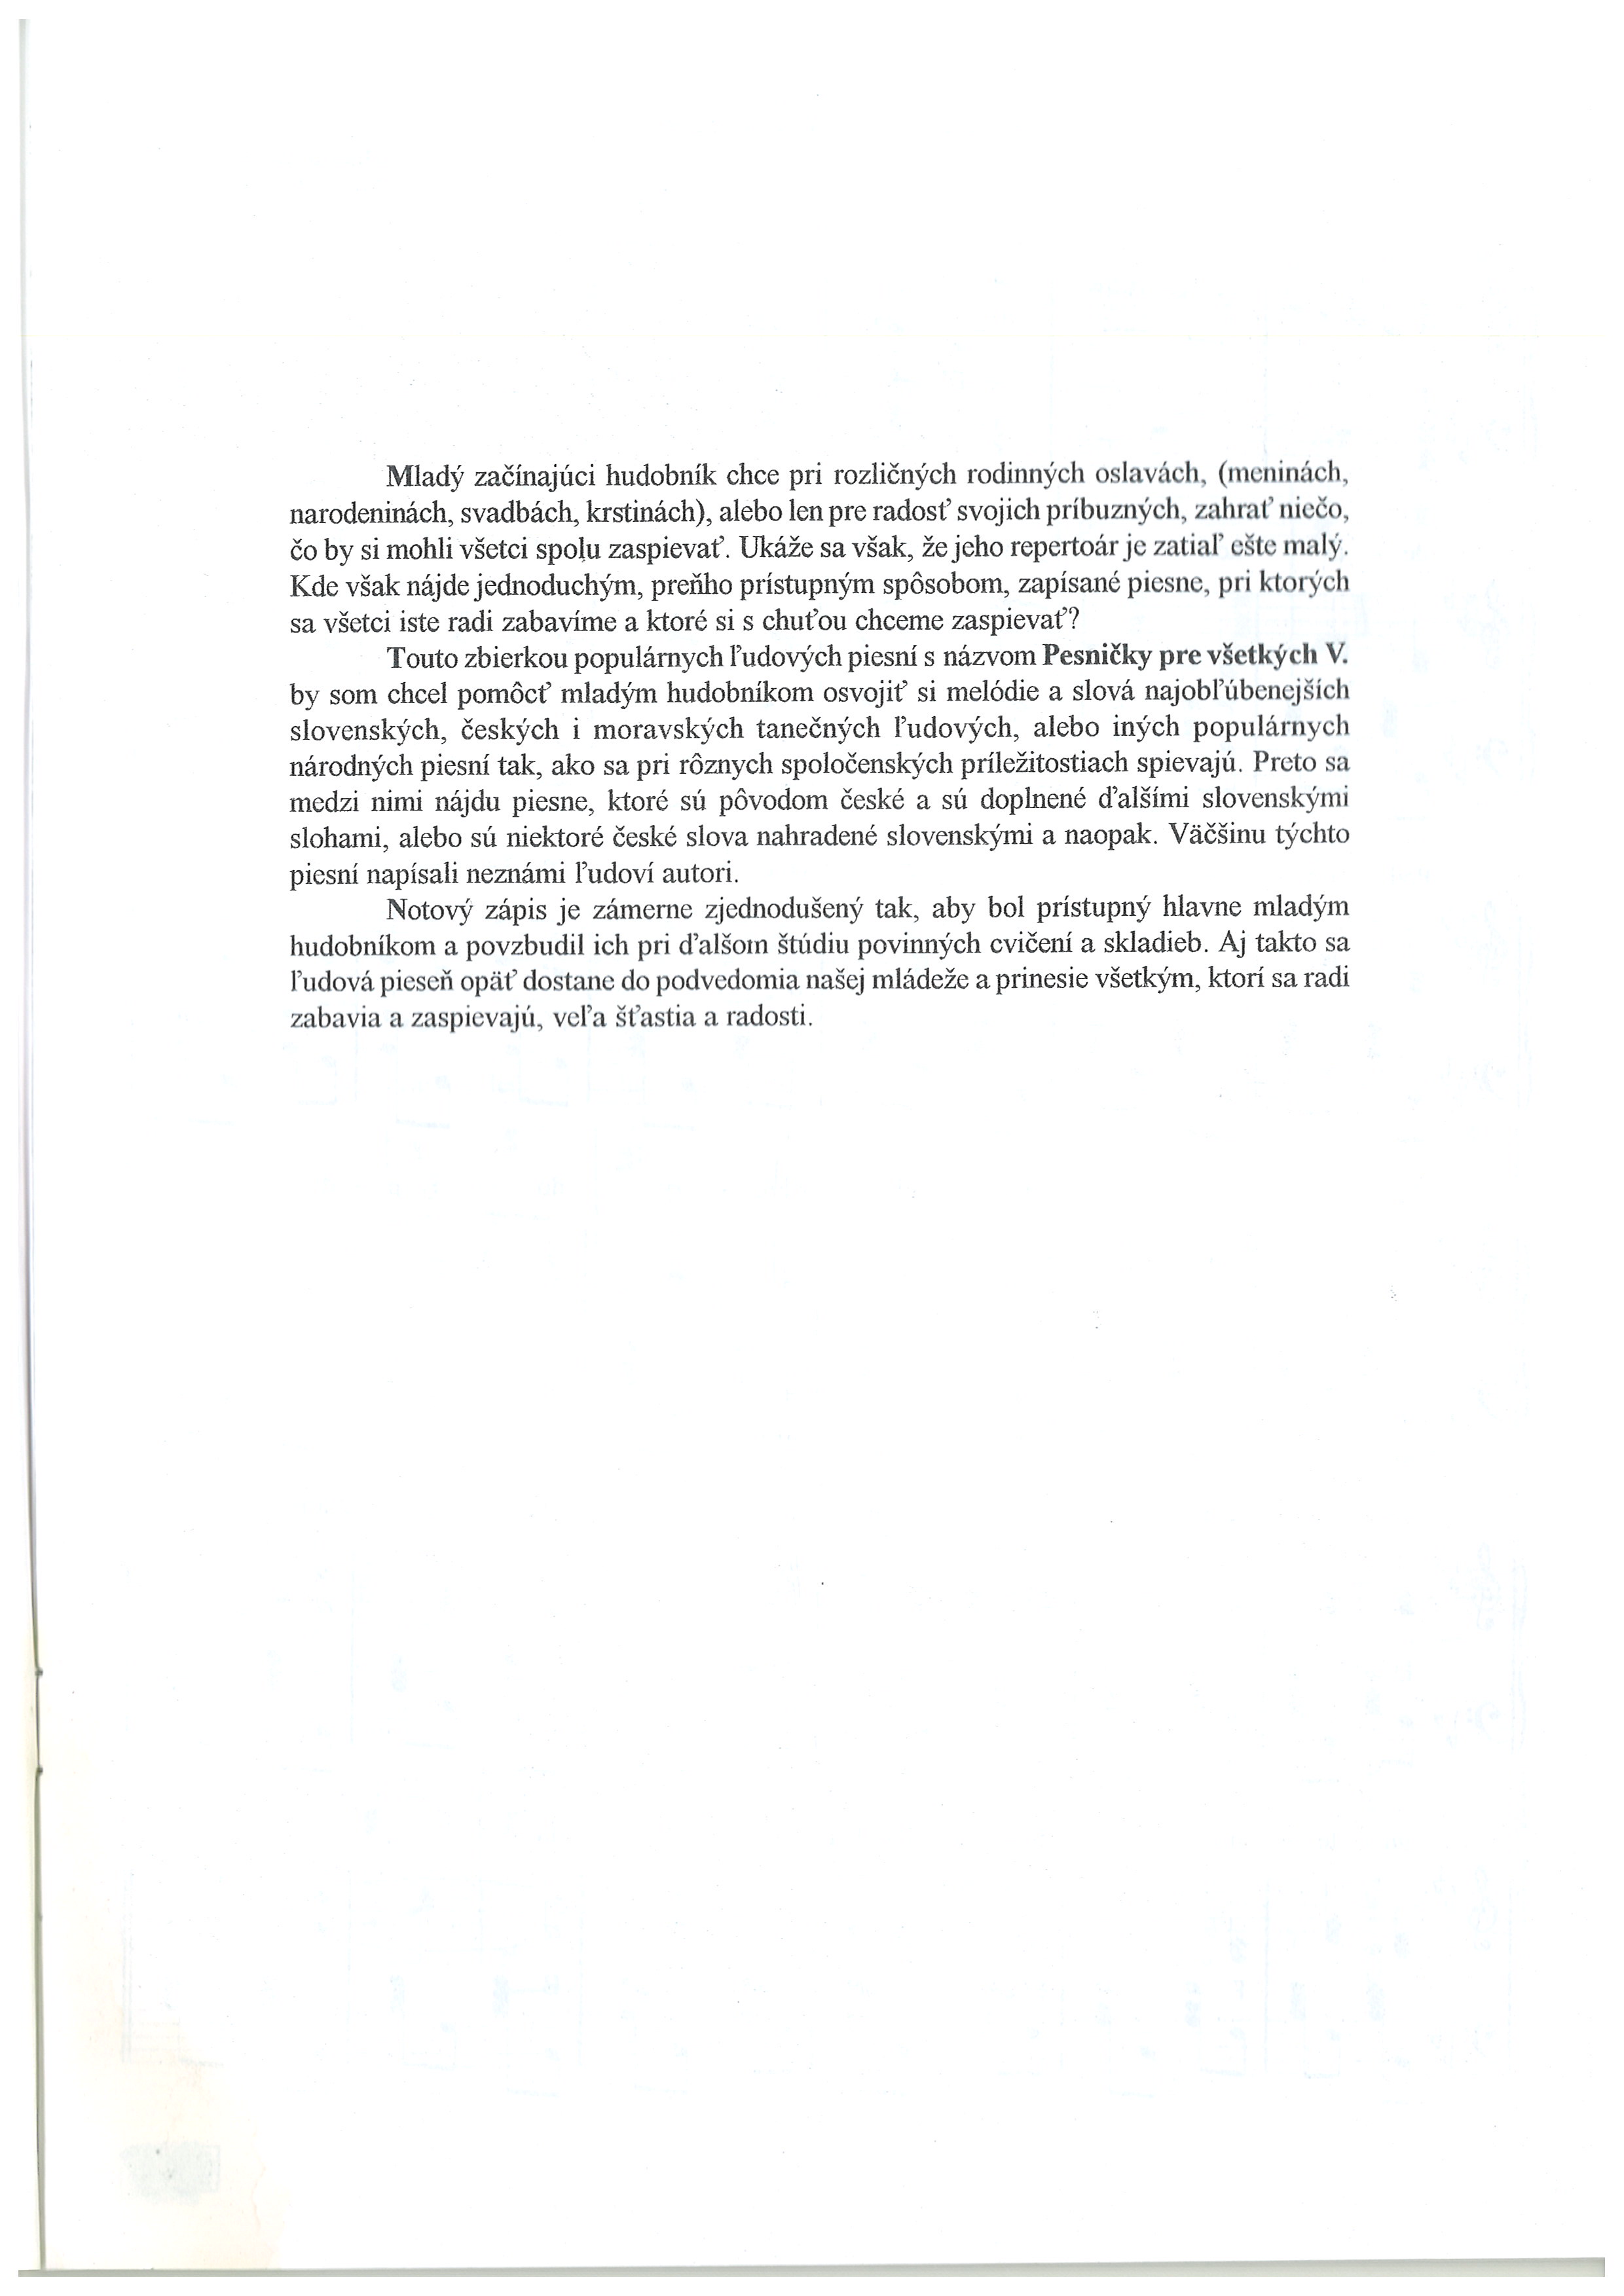 Mladý začínajúci hudobník chce pri rozličných rodinných oslavách, (meninách,
narodeninách, svadbách, krstinách), alebo len pre radosť svojich príbuzných, zahrať niečo,
čo by si mohli všetci spolu zaspievať. Ukáže sa však, že jeho repertoár je zatiaľ ešte malý.
Kde však nájde jednoduchým, preňho prístupným spôsobom, zapísané piesne, pri ktorých
sa všetci iste radi zabavíme a ktoré si s chuťou chceme zaspievať?
Touto zbierkou populárnych ľudových piesní s názvom Pesničky pre všetkých V.
by som chcel pomôcť mladým hudobníkom osvojiť si melódie a slová najobľúbenejších
slovenských, českých i moravských tanečných ľudových, alebo iných populárnych
národných piesní tak, ako sa pri rôznych spoločenských príležitostiach spievajú. Preto sa
medzi nimi nájdu piesne, ktoré sú pôvodom české a sú doplnené ďalšími slovenskými
slohami, alebo sú niektoré české slova nahradené slovenskými a naopak. Väčšinu týchto
piesní napísali neznámi ľudoví autori.
Notový zápis je zámerne zjednodušený tak, aby bol prístupný hlavne mladým
hudobníkom a povzbudil ich pri ďalšom štúdiu povinných cvičení a skladieb. Aj takto sa
ľudová pieseň opäť dostane do podvedomia našej mládeže a prinesie všetkým, ktorí sa radi
zabavia a zaspievajú, veľa šťastia a radosti.